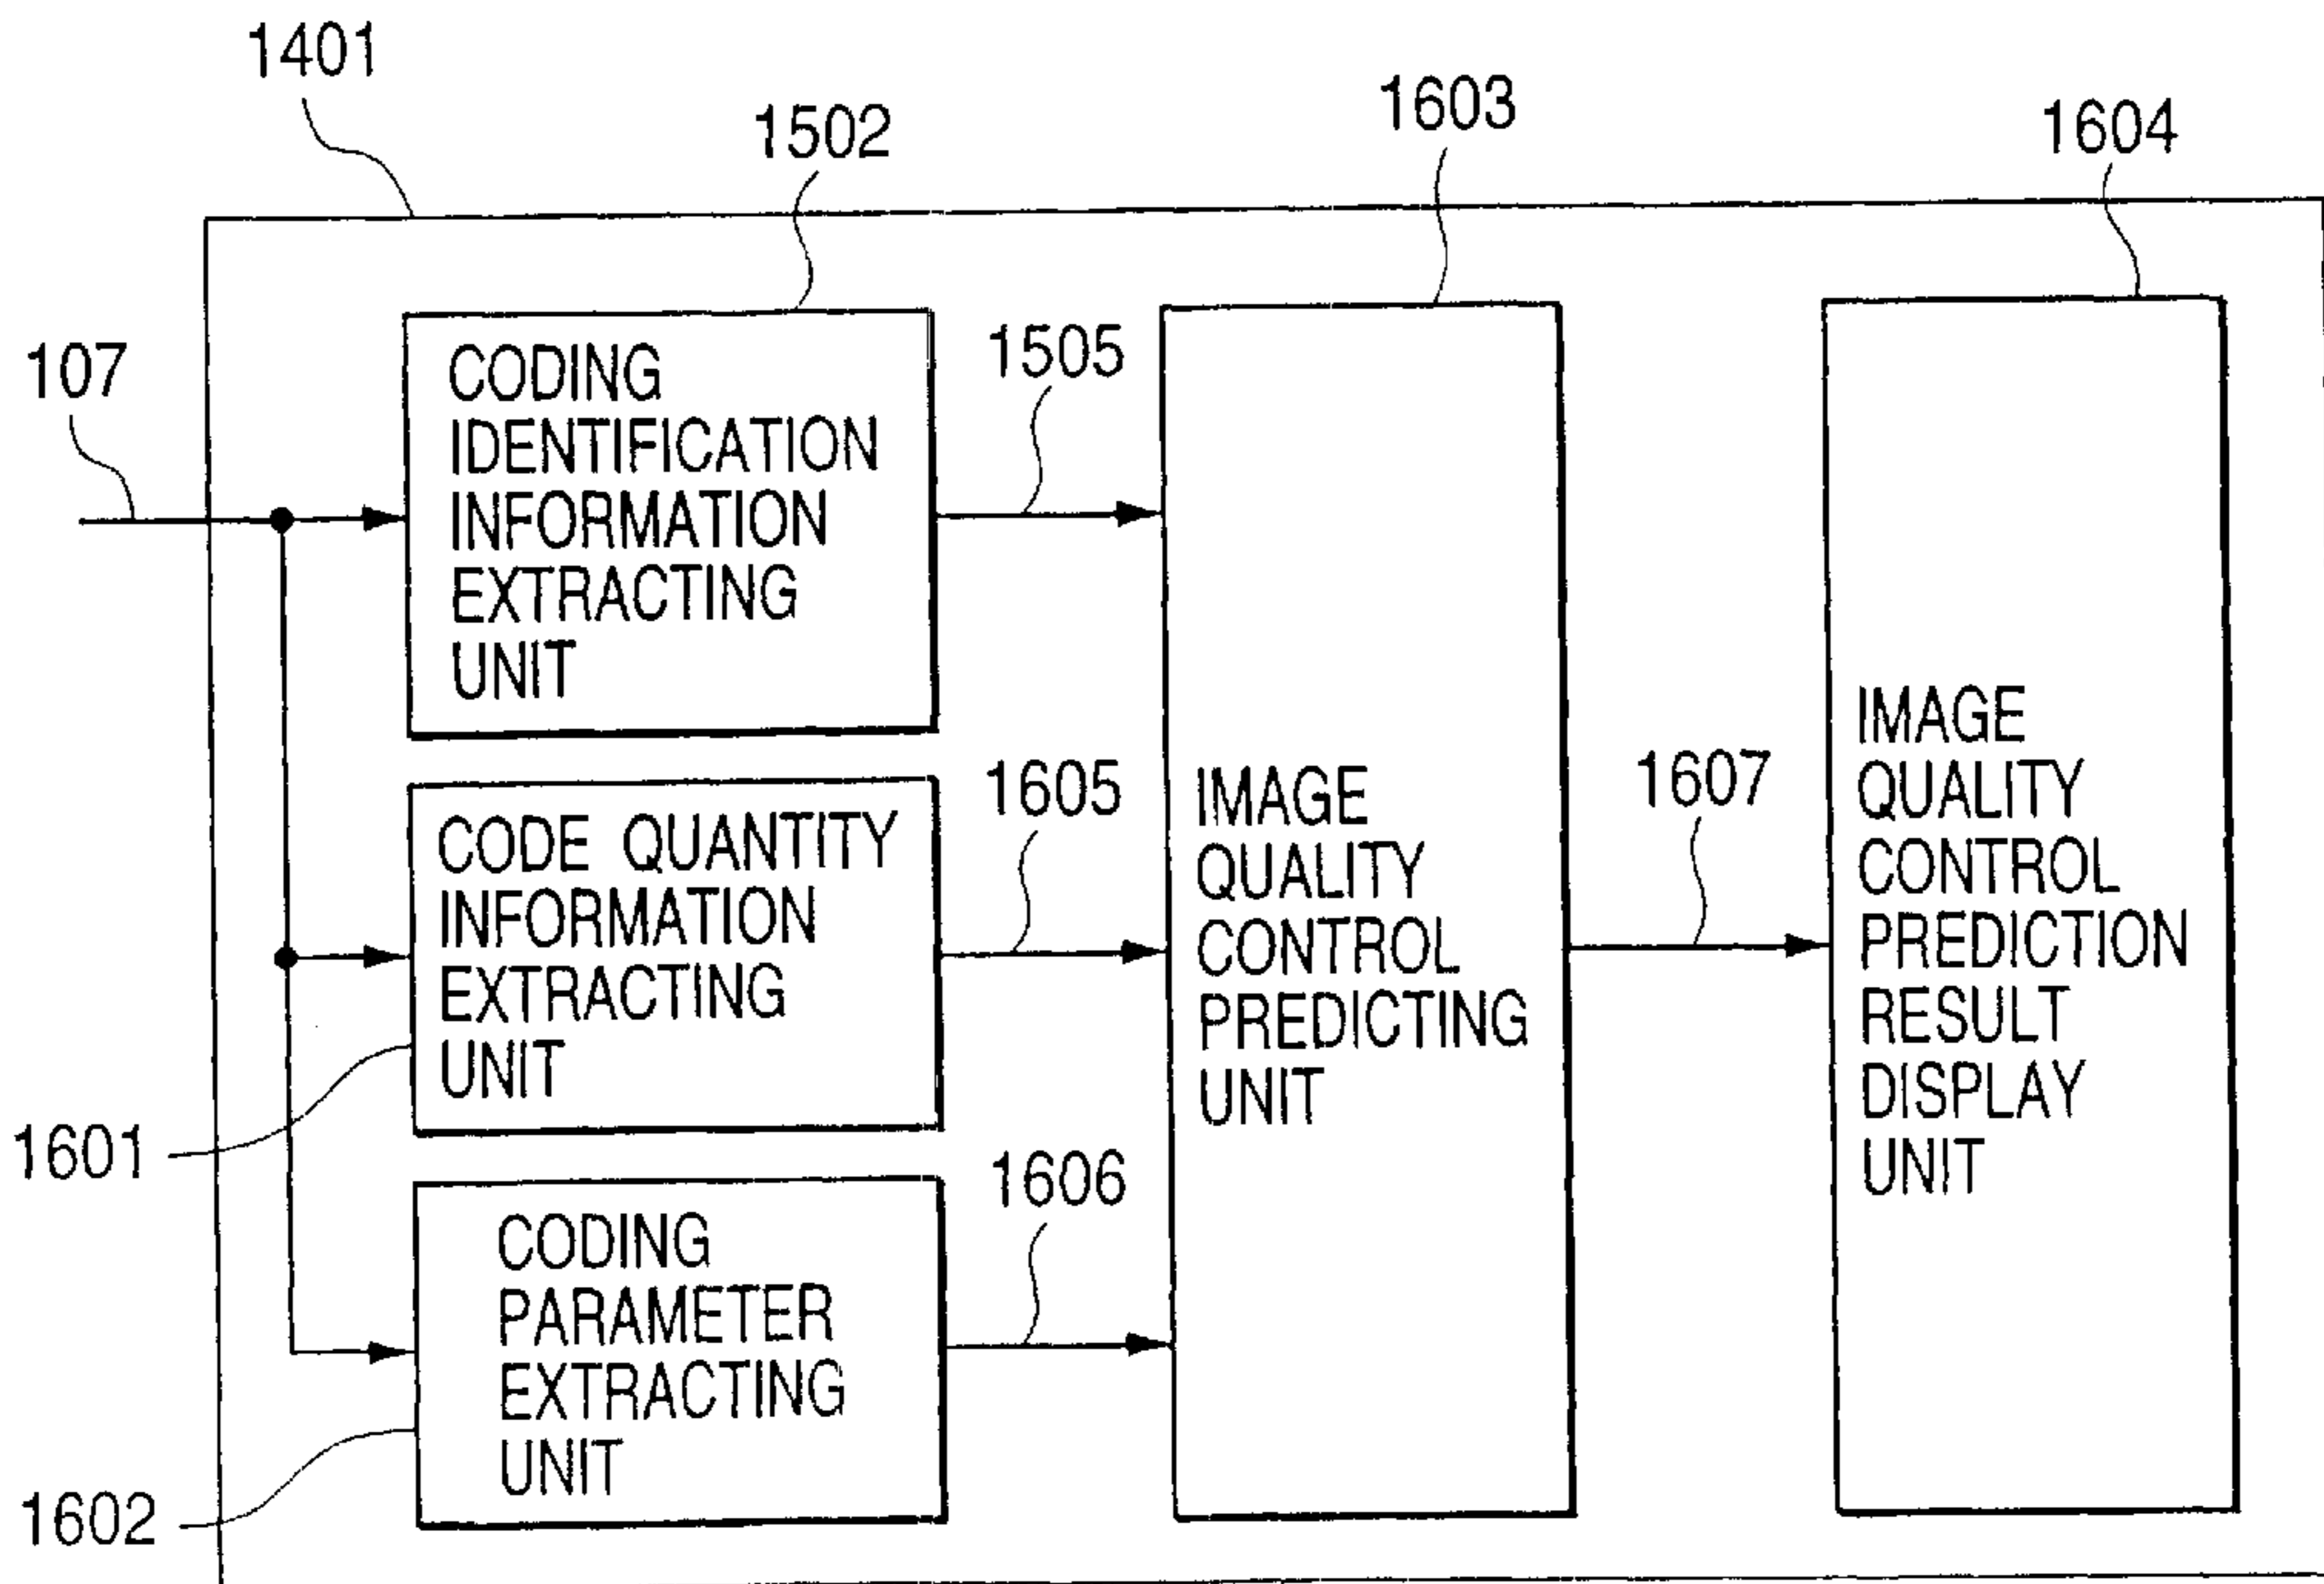 1401
1502
1603
1604
107
CODING
IDENTIFICATION
INFORMATION
EXTRACTING
UNIT
1505
CODE QUANTITY
INFORMATION
EXTRACTING
UNIT
1605
1601
CODING
PARAMETER
EXTRACTING
UNIT
1606
1602
IMAGE
QUALITY
CONTROL
PREDICTING
UNIT
1607
IMAGE
QUALITY
CONTROL
PREDICTION
RESULT
DISPLAY
UNIT